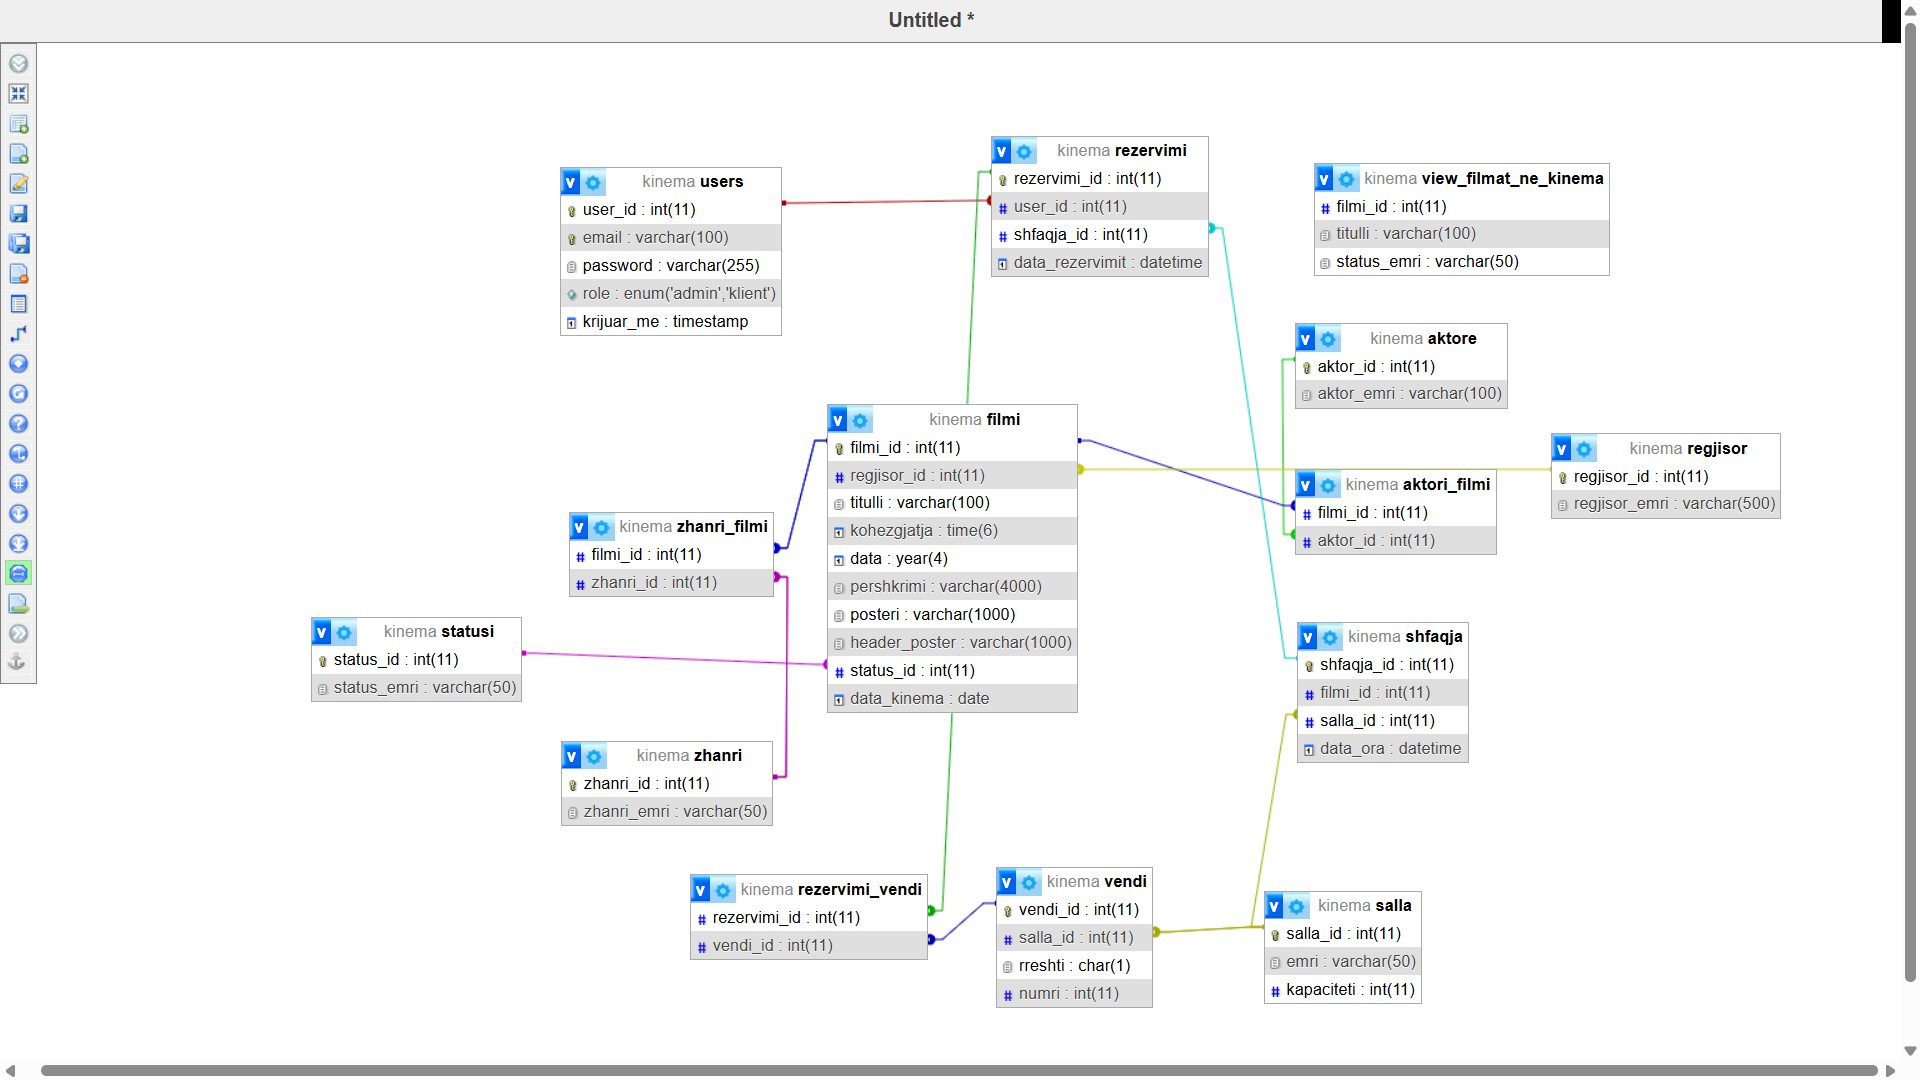 Untitled *
kinema users
user_id : int(11)
email : varchar(100)
password : varchar(255)
role : enum('admin','klient')
krijuar_me : timestamp
kinema rezervimi
rezervimi_id : int(11)
user_id : int(11)
shfaqja_id : int(11)
data_rezervimit : datetime
kinema view_filmat_ne_kinema
filmi_id : int(11)
titulli : varchar(100)
status_emri : varchar(50)
kinema aktore
aktor_id : int(11)
aktor_emri : varchar(100)
kinema filmi
filmi_id : int(11)
regjisor_id : int(11)
titulli : varchar(100)
kohezgjatja : time(6)
data : year(4)
pershkrimi : varchar(4000)
posteri : varchar(1000)
header_poster : varchar(1000)
status_id : int(11)
data_kinema : date
kinema regjisor
regjisor_id : int(11)
regjisor_emri : varchar(500)
kinema aktori_filmi
filmi_id : int(11)
aktor_id : int(11)
kinema zhanri_filmi
filmi_id : int(11)
zhanri_id : int(11)
kinema statusi
status_id : int(11)
status_emri : varchar(50)
kinema shfaqja
shfaqja_id : int(11)
filmi_id : int(11)
salla_id : int(11)
data_ora : datetime
kinema zhanri
zhanri_id : int(11)
zhanri_emri : varchar(50)
kinema rezervimi_vendi
rezervimi_id : int(11)
vendi_id : int(11)
kinema vendi
vendi_id : int(11)
salla_id : int(11)
rreshti : char(1)
numri : int(11)
kinema salla
salla_id : int(11)
emri : varchar(50)
kapaciteti : int(11)